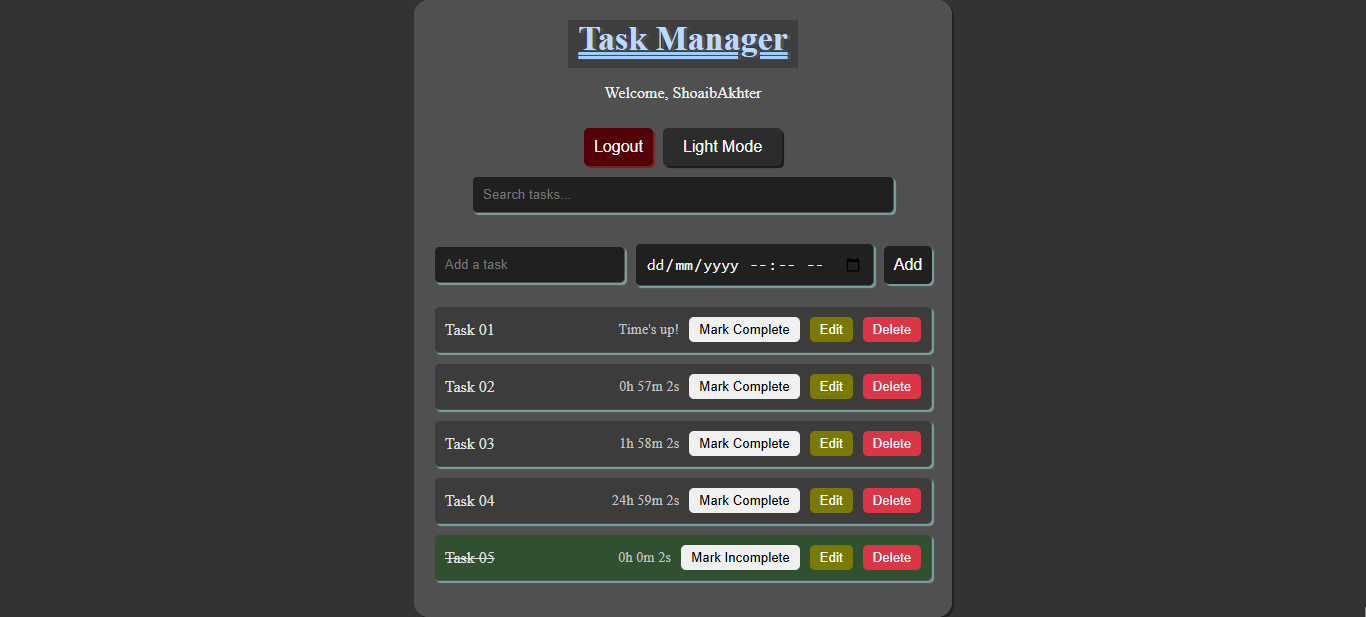 Task Manager
Welcome, ShoaibAkhter
Logout Light Mode
Search tasks...
Add a task dd/mm/yyyy --:-- -- Add
Task 01 Time's up! Mark Complete Edit Delete
Task 02 0h 57m 2s Mark Complete Edit Delete
Task 03 1h 58m 2s Mark Complete Edit Delete
Task 04 24h 59m 2s Mark Complete Edit Delete
Task 05 0h 0m 2s Mark Incomplete Edit Delete